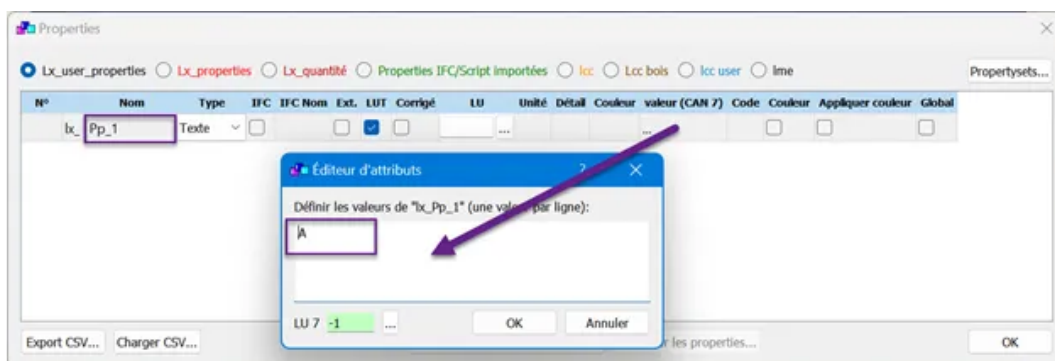 Properties
Lx_user_properties Lx_properties Lx_quantité Properties IFC/Script importées Icc Lcc bois Icc user Ime Propertysets...
N° Nom Type IFC IFC Nom Ext. LUT Corrigé LU Unité Détail Couleur valeur (CAN 7) Code Couleur Appliquer couleur Global
lx_ Pp_1 Texte ... ...
Éditeur d'attributs ?
Définir les valeurs de "lx_Pp_1" (une valeur par ligne):
A
LU 7 -1 ... OK Annuler
Export CSV... Charger CSV... les properties... OK